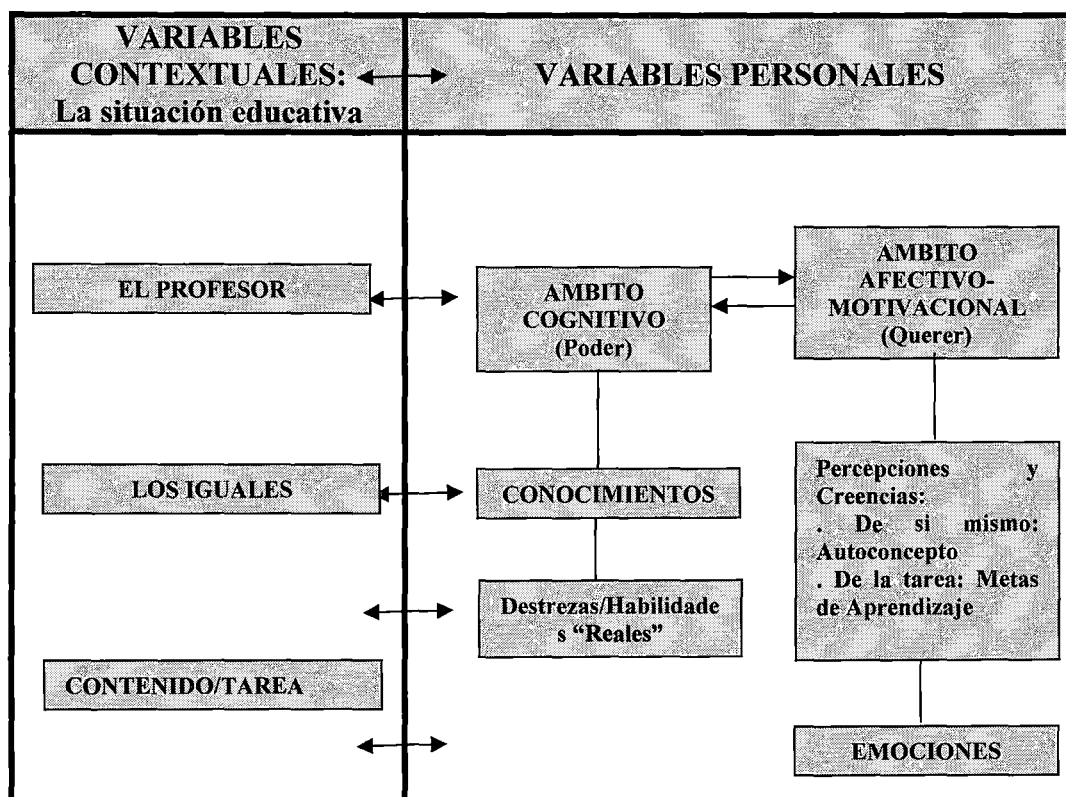 VARIABLES
CONTEXTUALES:
La situación educativa
VARIABLES PERSONALES
EL PROFESOR
AMBITO
COGNITIVO
(Poder)
AMBITO
AFECTIVO-
MOTIVACIONAL
(Querer)
LOS IGUALES
CONOCIMIENTOS
Percepciones y
Creencias:
. De si mismo:
Autoconcepto
. De la tarea: Metas
de Aprendizaje
Destrezas/Habilidade
s “Reales”
CONTENIDO/TAREA
EMOCIONES